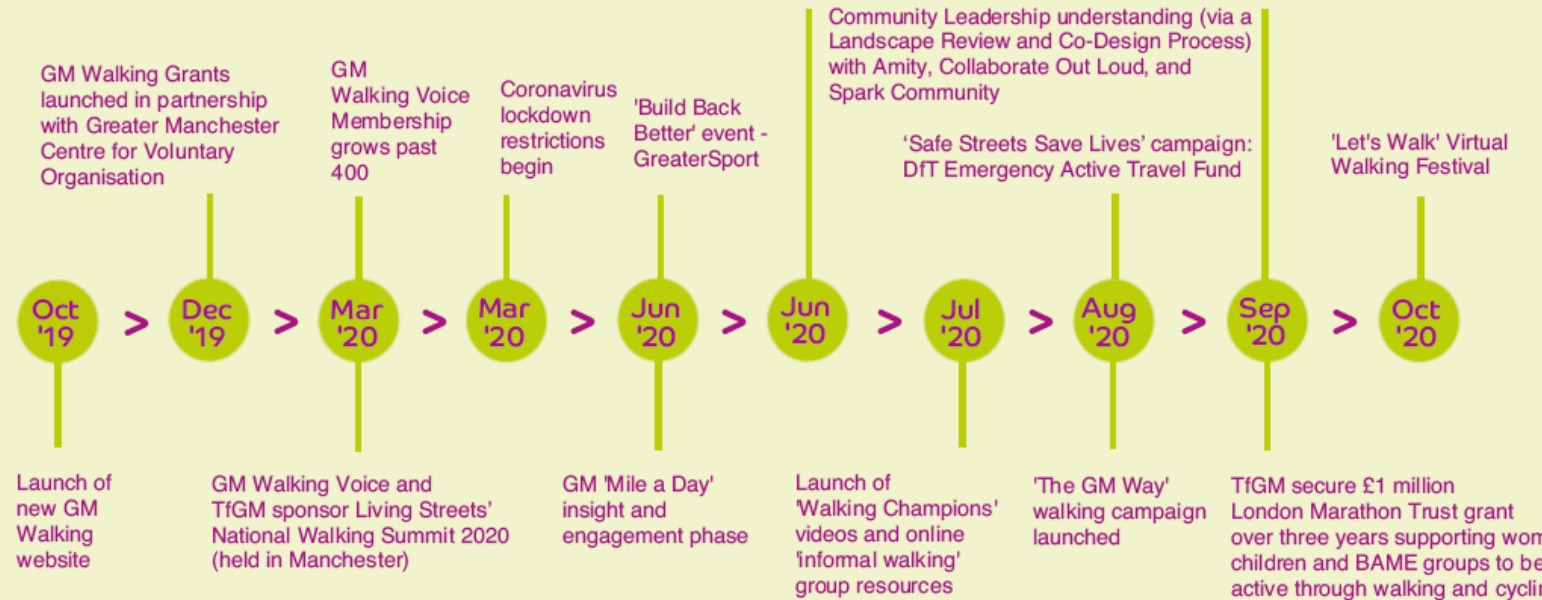 Community Leadership understanding (via a
Landscape Review and Co-Design Process)
with Amity, Collaborate Out Loud, and
Spark Community
GM Walking Grants
launched in partnership
with Greater Manchester
Centre for Voluntary
Organisation
GM
Walking Voice
Membership
grows past
400
Coronavirus
lockdown
restrictions
begin
'Build Back
Better' event -
GreaterSport
‘Safe Streets Save Lives’ campaign:
DfT Emergency Active Travel Fund
'Let's Walk' Virtual
Walking Festival
Oct
'19
>
Dec
'19
>
Mar
'20
>
Mar
'20
>
Jun
'20
>
Jun
'20
>
Jul
'20
>
Aug
'20
>
Sep
'20
>
Oct
'20
Launch of
new GM
Walking
website
GM Walking Voice and
TfGM sponsor Living Streets’
National Walking Summit 2020
(held in Manchester)
GM 'Mile a Day'
insight and
engagement phase
Launch of
'Walking Champions'
videos and online
'informal walking'
group resources
'The GM Way'
walking campaign
launched
TfGM secure £1 million
London Marathon Trust grant
over three years supporting
children and BAME groups to
active through walking and